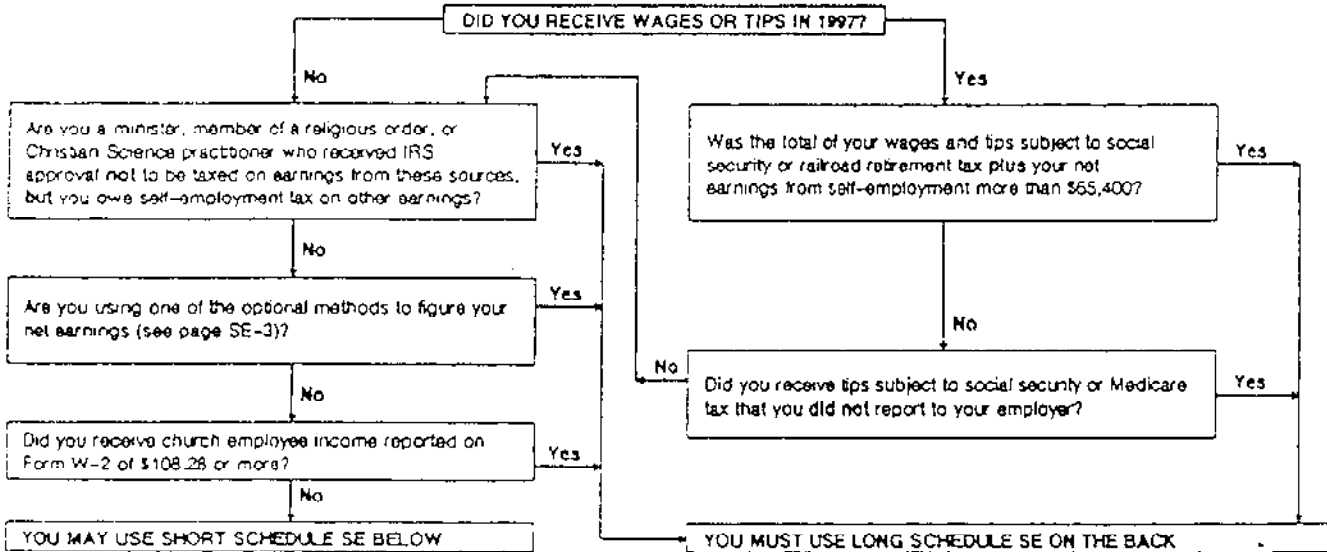 DID YOU RECEIVE WAGES OR TIPS IN 1997?
No
Yes
Are you a minister, member of a religious order, or
Christian Science practitioner who received IRS
approval not to be taxed on earnings from these sources,
but you owe self-employment tax on other earnings?
Yes
Was the total of your wages and tips subject to social
security or railroad retirement tax plus your net
earnings from self-employment more than $65,400?
Yes
No
Are you using one of the optional methods to figure your
net earnings (see page SE-3)?
Yes
No
No
Did you receive tips subject to social security or Medicare
tax that you did not report to your employer?
Yes
No
Did you receive church employee income reported on
Form W-2 of $108.28 or more?
Yes
No
YOU MAY USE SHORT SCHEDULE SE BELOW
YOU MUST USE LONG SCHEDULE SE ON THE BACK